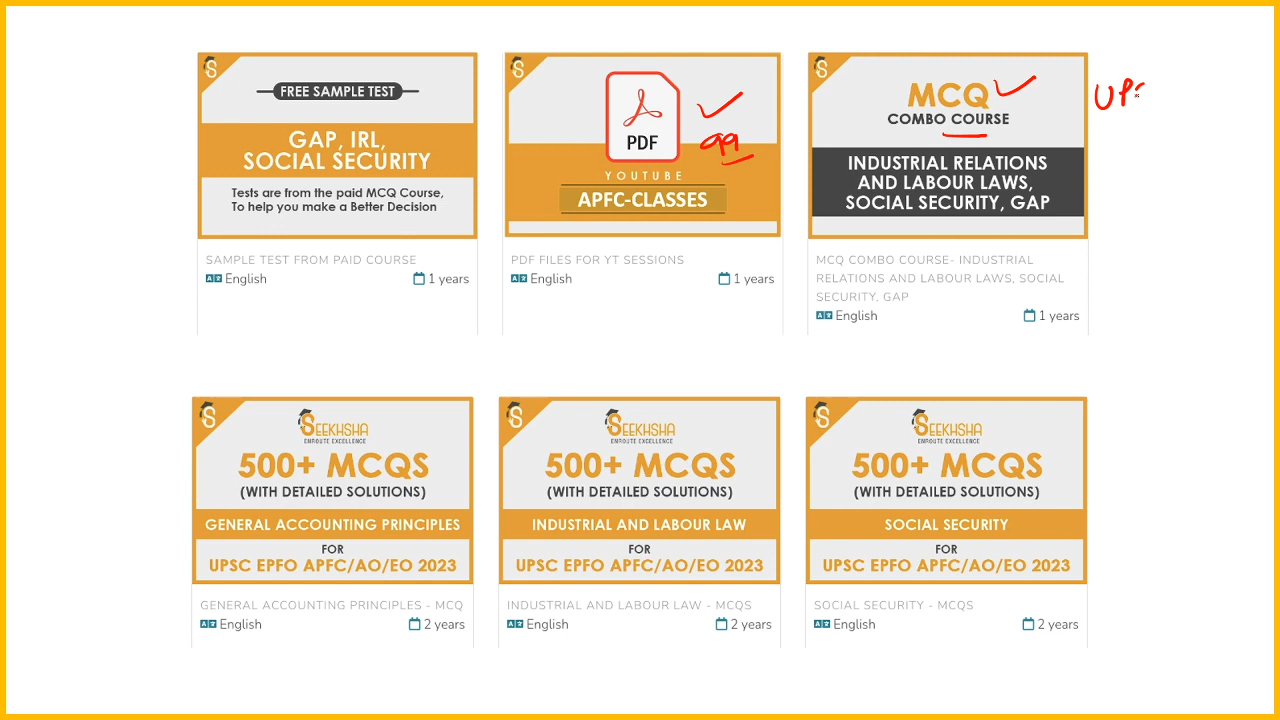 FREE SAMPLE TEST
GAP, IRL,
SOCIAL SECURITY
Tests are from the paid MCQ Course,
To help you make a Better Decision
SAMPLE TEST FROM PAID COURSE
English
1 years
PDF
99
YOUTUBE
APFC-CLASSES
PDF FILES FOR YT SESSIONS
English
1 years
MCQ
COMBO COURSE
INDUSTRIAL RELATIONS
AND LABOUR LAWS,
SOCIAL SECURITY, GAP
MCQ COMBO COURSE- INDUSTRIAL
RELATIONS AND LABOUR LAWS, SOCIAL
SECURITY, GAP
English
1 years
UP
SEEKHSHA
ENROUTE EXCELLENCE
500+ MCQS
(WITH DETAILED SOLUTIONS)
GENERAL ACCOUNTING PRINCIPLES
FOR
UPSC EPFO APFC/AO/EO 2023
GENERAL ACCOUNTING PRINCIPLES - MCQ
English
2 years
SEEKHSHA
ENROUTE EXCELLENCE
500+ MCQS
(WITH DETAILED SOLUTIONS)
INDUSTRIAL AND LABOUR LAW
FOR
UPSC EPFO APFC/AO/EO 2023
INDUSTRIAL AND LABOUR LAW - MCQS
English
2 years
SEEKHSHA
ENROUTE EXCELLENCE
500+ MCQS
(WITH DETAILED SOLUTIONS)
SOCIAL SECURITY
FOR
UPSC EPFO APFC/AO/EO 2023
SOCIAL SECURITY - MCQS
English
2 years